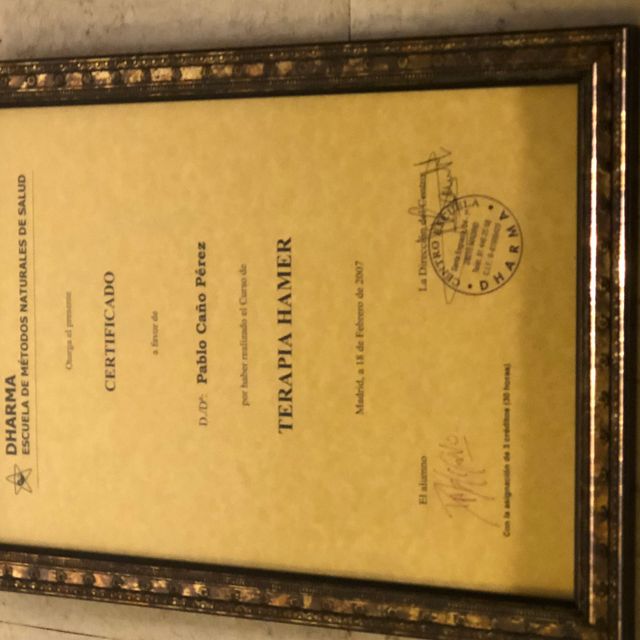 DHARMA
ESCUELA DE MÉTODOS NATURALES DE SALUD
Otorga el presente
CERTIFICADO
a favor de
D./Dª. Pablo Caño Pérez
por haber realizado el Curso de
TERAPIA HAMER
Madrid, a 18 de Febrero de 2007
El alumno
La Dirección del Centro
DHARMA
Con la asignación de 3 créditos (30 horas)